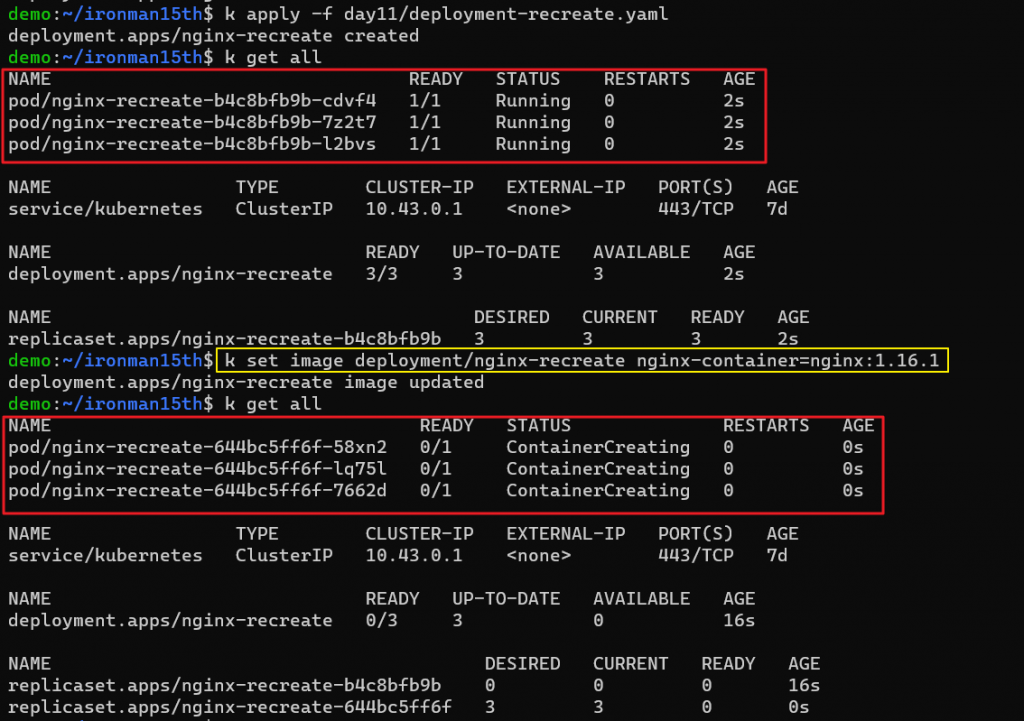 demo:~/ironman15th$ k apply -f day11/deployment-recreate.yaml
deployment.apps/nginx-recreate created
demo:~/ironman15th$ k get all
NAME READY STATUS RESTARTS AGE
pod/nginx-recreate-b4c8bfb9b-cdvf4 1/1 Running 0 2s
pod/nginx-recreate-b4c8bfb9b-7z2t7 1/1 Running 0 2s
pod/nginx-recreate-b4c8bfb9b-l2bvs 1/1 Running 0 2s
NAME TYPE CLUSTER-IP EXTERNAL-IP PORT(S) AGE
service/kubernetes ClusterIP 10.43.0.1 <none> 443/TCP 7d
NAME READY UP-TO-DATE AVAILABLE AGE
deployment.apps/nginx-recreate 3/3 3 3 2s
NAME DESIRED CURRENT READY AGE
replicaset.apps/nginx-recreate-b4c8bfb9b 3 3 3 2s
demo:~/ironman15th$ k set image deployment/nginx-recreate nginx-container=nginx:1.16.1
deployment.apps/nginx-recreate image updated
demo:~/ironman15th$ k get all
NAME READY STATUS RESTARTS AGE
pod/nginx-recreate-644bc5ff6f-58xn2 0/1 ContainerCreating 0 0s
pod/nginx-recreate-644bc5ff6f-lq75l 0/1 ContainerCreating 0 0s
pod/nginx-recreate-644bc5ff6f-7662d 0/1 ContainerCreating 0 0s
NAME TYPE CLUSTER-IP EXTERNAL-IP PORT(S) AGE
service/kubernetes ClusterIP 10.43.0.1 <none> 443/TCP 7d
NAME READY UP-TO-DATE AVAILABLE AGE
deployment.apps/nginx-recreate 0/3 3 0 16s
NAME DESIRED CURRENT READY AGE
replicaset.apps/nginx-recreate-b4c8bfb9b 0 0 0 16s
replicaset.apps/nginx-recreate-644bc5ff6f 3 3 0 0s